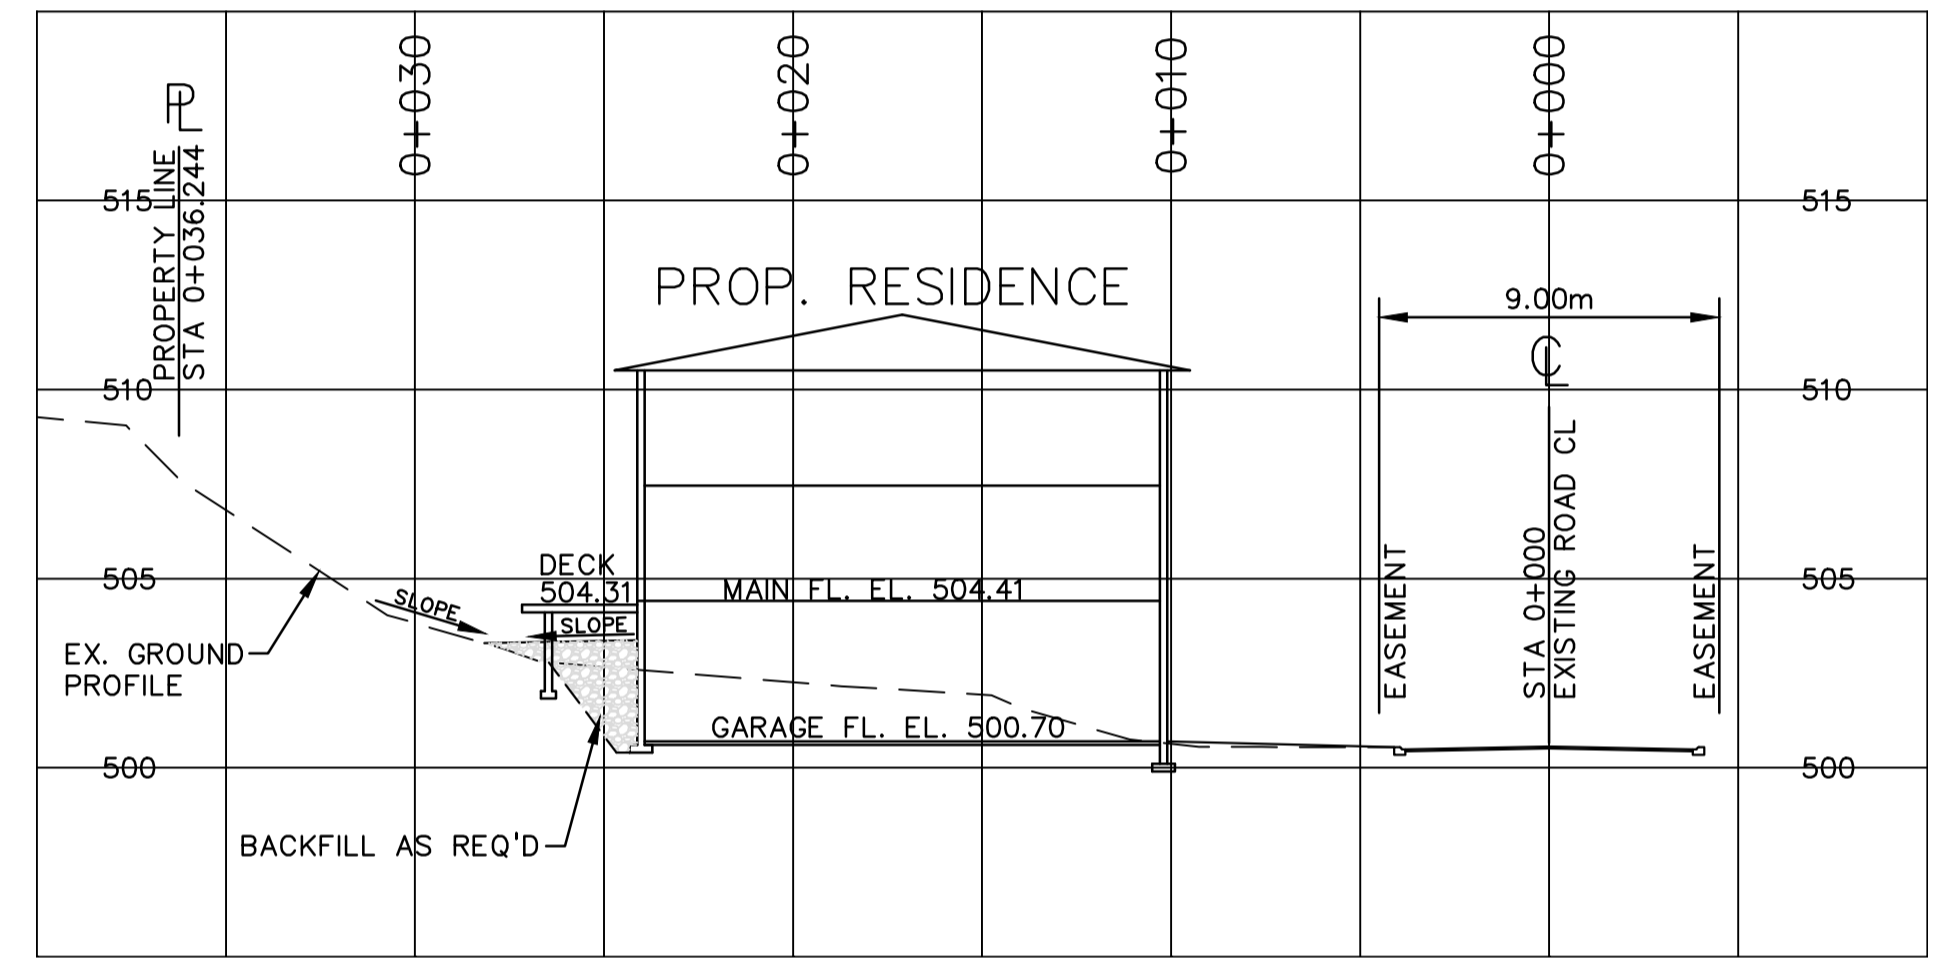 0+030
0+020
0+010
0+000
PL
PROPERTY LINE
STA 0+036.244
515
515
PROP. RESIDENCE
9.00m
CL
510
510
EASEMENT
STA 0+000
EXISTING ROAD CL
EASEMENT
DECK
504.31
505
505
MAIN FL. EL. 504.41
SLOPE
SLOPE
EX. GROUND
PROFILE
GARAGE FL. EL. 500.70
500
500
BACKFILL AS REQ'D